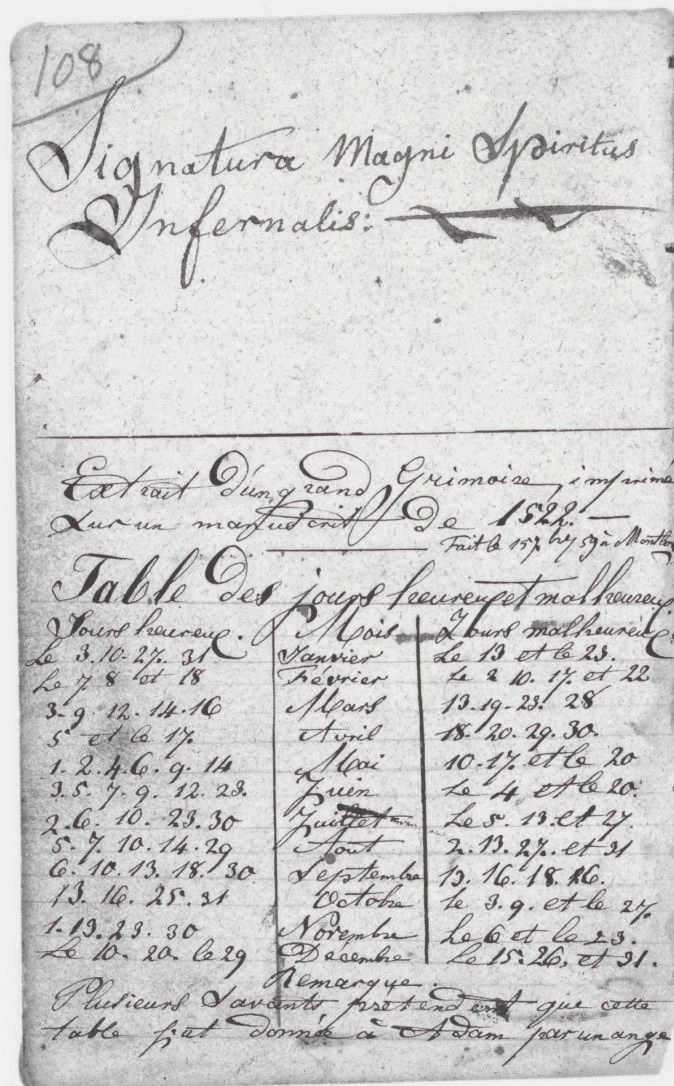 108
Signatura Magni Spiritus
Infernalis:
Extrait d'un grand Grimoire, imprimé
sur un manuscrit de 1522. —
Fait le 15 59 à
Table des jours heureux et malheureux.
Jours heureux. Mois Jours malheureux.
Le 3. 10. 27. 31 Janvier Le 13 et le 23.
Le 7 8 et 18 Février Le 2 10. 17. et 22
3. 9. 12. 14. 16 Mars 13. 19. 23. 28
5 et le 17. Avril 18. 20. 29. 30.
1. 2. 4. 6. 9. 14 Mai 10. 17. et le 20
3. 5. 7. 9. 12. 23. Juin Le 4 et le 20.
2. 6. 10. 23. 30 Juillet Le 5. 13. et 27.
5. 7. 10. 14. 29 Aout 2. 13. 27. et 31
6. 10. 13. 18. 30 Septembre 13. 16. 18. 26.
13. 16. 25. 31 Octobre le 3. 9. et le 27.
1. 13. 23. 30 Novembre Le 6 et le 23.
Le 10. 20. le 29 Decembre Le 15. 26. et 31.
Remarque.
Plusieurs Savants pretendent que cette
table fut donnée à Adam par un ange